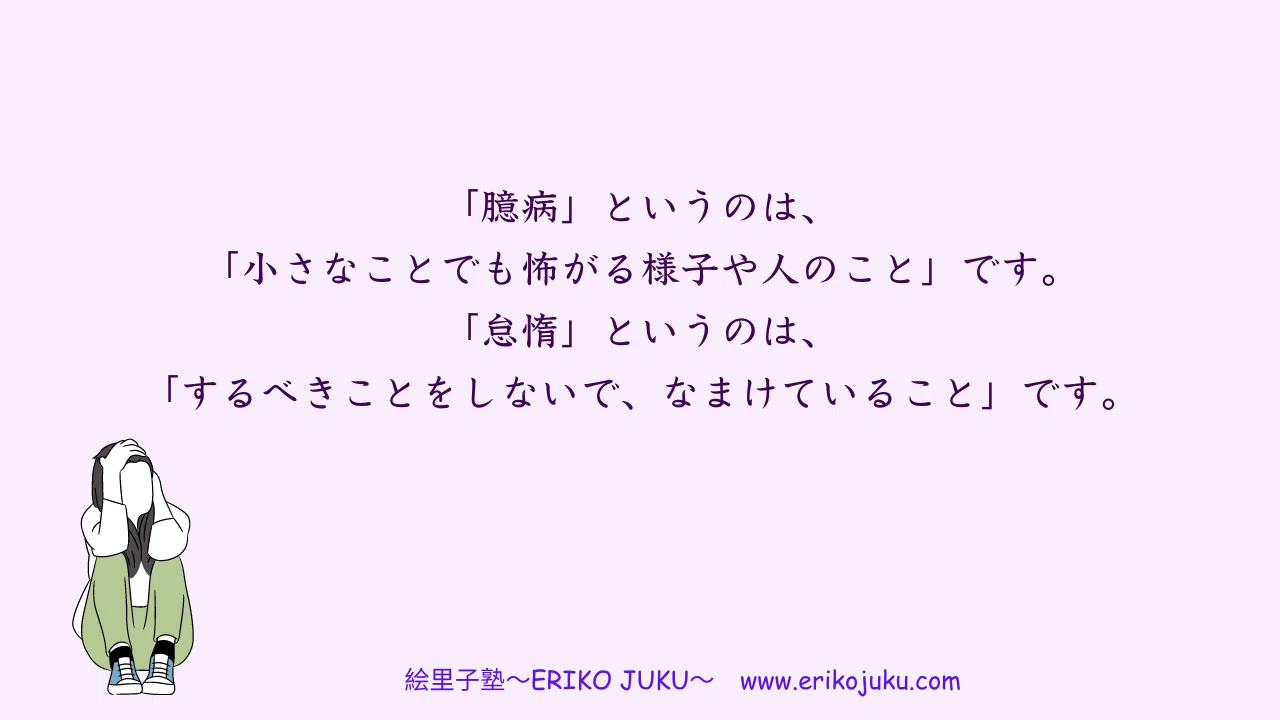 「臆病」というのは、
「小さなことでも怖がる様子や人のこと」です。
「怠惰」というのは、
「するべきことをしないで、なまけていること」です。
絵里子塾〜ERIKO JUKU〜 www.erikojuku.com